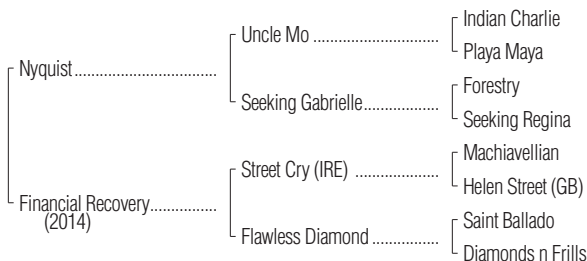 Indian Charlie
Uncle Mo
Playa Maya
Nyquist
Forestry
Seeking Gabrielle
Seeking Regina
Machiavellian
Street Cry (IRE)
Helen Street (GB)
Financial Recovery
(2014)
Saint Ballado
Flawless Diamond
Diamonds n Frills